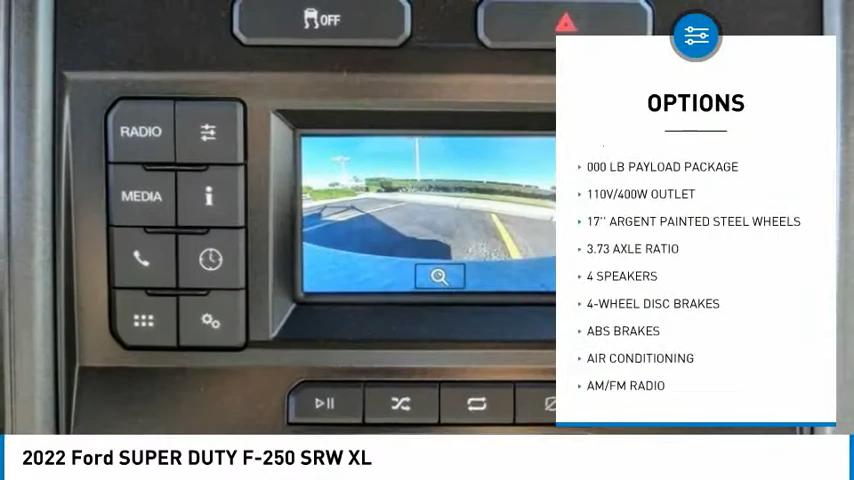 OFF
RADIO
MEDIA
OPTIONS
000 LB PAYLOAD PACKAGE
110V/400W OUTLET
17'' ARGENT PAINTED STEEL WHEELS
3.73 AXLE RATIO
4 SPEAKERS
4-WHEEL DISC BRAKES
ABS BRAKES
AIR CONDITIONING
AM/FM RADIO
2022 Ford SUPER DUTY F-250 SRW XL